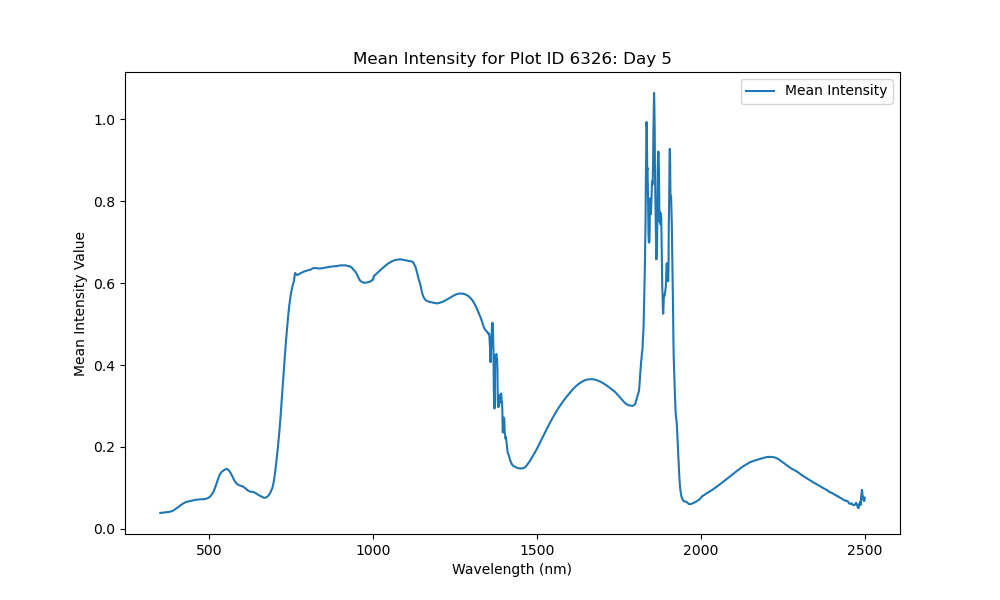 Mean Intensity for Plot ID 6326: Day 5
Mean Intensity
1.0
0.8
0.6
0.4
0.2
0.0
Mean Intensity Value
500
1000
1500
2000
2500
Wavelength (nm)